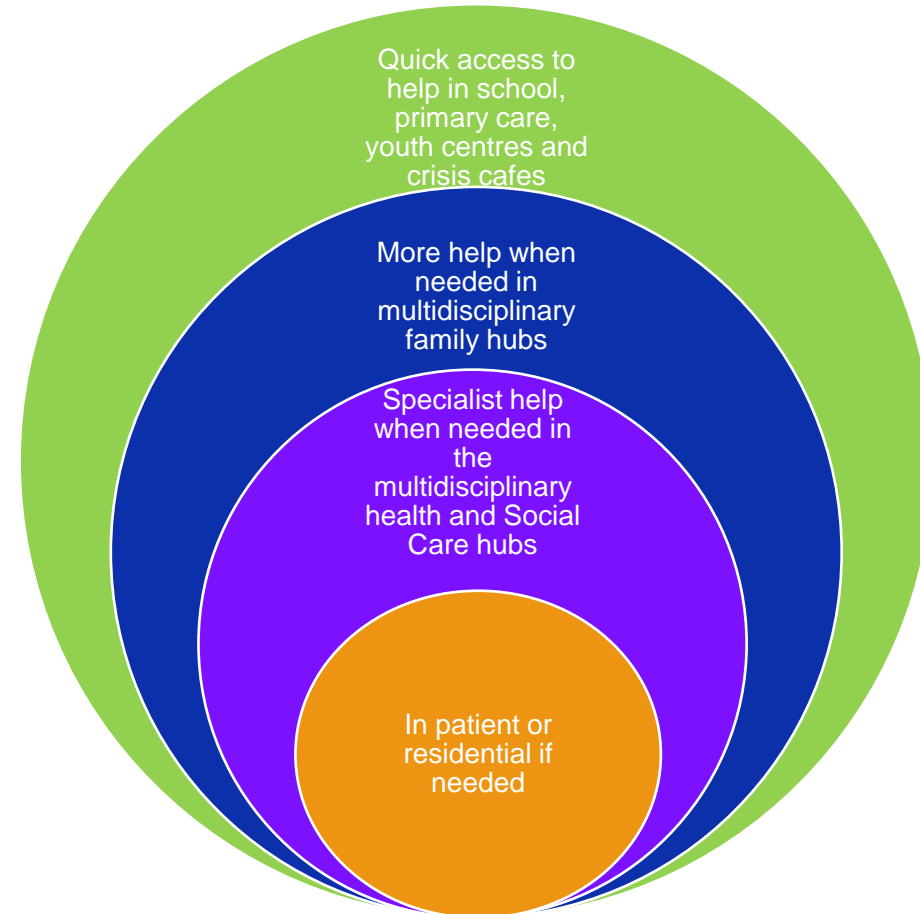 Quick access to
help in school,
primary care,
youth centres and
crisis cafes
More help when
needed in
multidisciplinary
family hubs
Specialist help
when needed in
the
multidisciplinary
health and Social
Care hubs
In patient or
residential if
needed